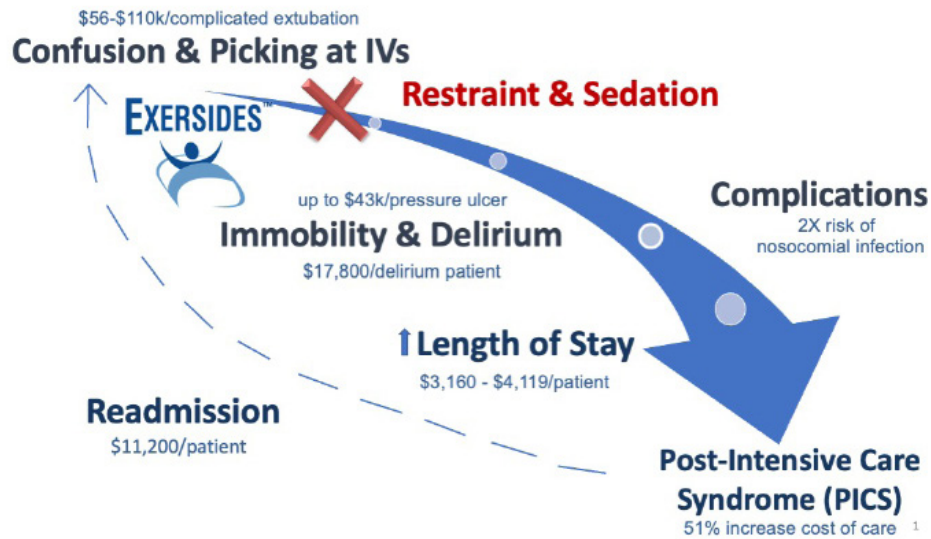 $56-$110k/complicated extubation
Confusion & Picking at IVs
Restraint & Sedation
EXERSIDES™
up to $43k/pressure ulcer
Immobility & Delirium
$17,800/delirium patient
Complications
2X risk of
nosocomial infection
Length of Stay
$3,160 - $4,119/patient
Readmission
$11,200/patient
Post-Intensive Care
Syndrome (PICS)
51% increase cost of care 1